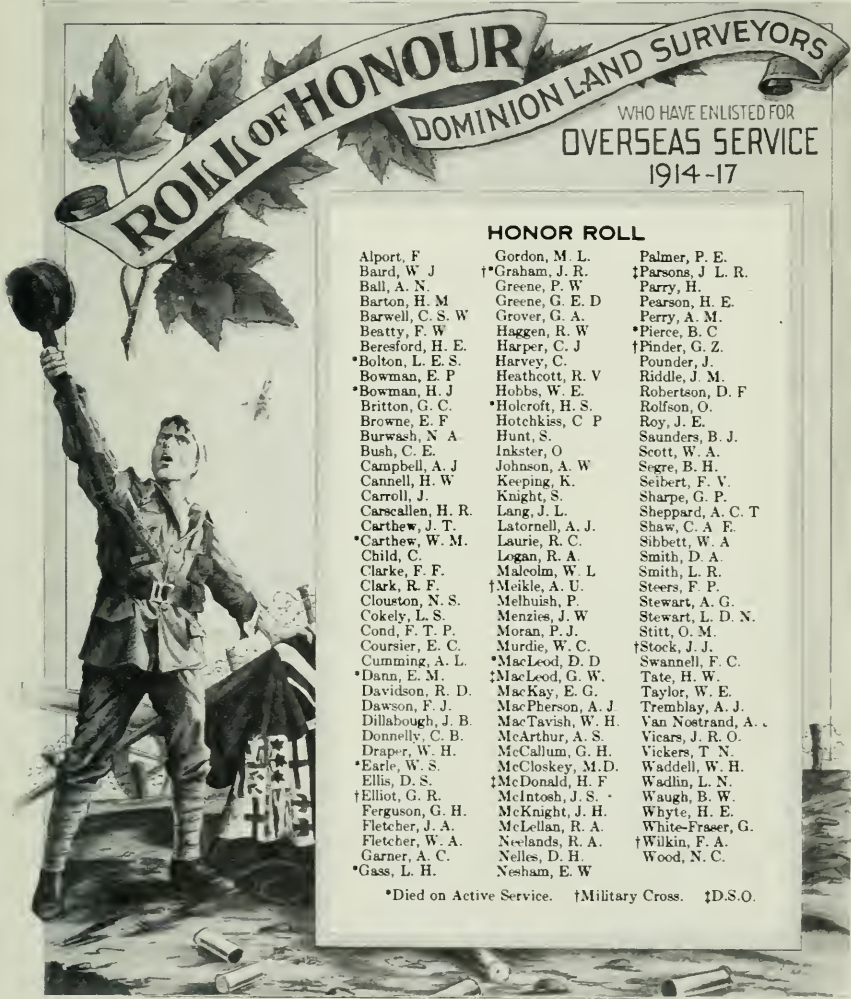 ROLL OF HONOUR
DOMINION LAND SURVEYORS
WHO HAVE ENLISTED FOR
OVERSEAS SERVICE
1914-17
HONOR ROLL
Alport, F
Baird, W J
Ball, A. N.
Barton, H. M
Barwell, C. S. W
Beatty, F. W
Beresford, H. E.
*Bolton, L. E. S.
Bowman, E. P
*Bowman, H. J
Britton, G. C.
Browne, E. F
Burwash, N A
Bush, C. E.
Campbell, A. J
Cannell, H. W
Carroll, J.
Carscallen, H. R.
Carthew, J. T.
*Carthew, W. M.
Child, C.
Clarke, F. F.
Clark, R. F.
Clouston, N. S.
Cokely, L. S.
Cond, F. T. P.
Coursier, E. C.
Cumming, A. L.
*Dann, E. M.
Davidson, R. D.
Dawson, F. J.
Dillabough, J. B.
Donnelly, C. B.
Draper, W. H.
*Earle, W. S.
Ellis, D. S.
†Elliot, G. R.
Ferguson, G. H.
Fletcher, J. A.
Fletcher, W. A.
Garner, A. C.
*Gass, L. H.
Gordon, M. L.
†*Graham, J. R.
Greene, P. W
Greene, G. E. D
Grover, G. A.
Haggen, R. W
Harper, C. J
Harvey, C.
Heathcott, R. V
Hobbs, W. E.
*Holcroft, H. S.
Hotchkiss, C P
Hunt, S.
Inkster, O
Johnson, A. W
Keeping, K.
Knight, S.
Lang, J. L.
Latornell, A. J.
Laurie, R. C.
Logan, R. A.
Malcolm, W. L
†Meikle, A. U.
Melhuish, P.
Menzies, J. W
Moran, P. J.
Murdie, W. C.
*MacLeod, D. D
‡MacLeod, G. W.
MacKay, E. G.
MacPherson, A. J
MacTavish, W. H.
McArthur, A. S.
McCallum, G. H.
McCloskey, M.D.
‡McDonald, H. F
McIntosh, J. S.
McKnight, J. H.
McLellan, R. A.
Neelands, R. A.
Nelles, D. H.
Nesham, E. W
Palmer, P. E.
‡Parsons, J L. R.
Parry, H.
Pearson, H. E.
Perry, A. M.
*Pierce, B. C
†Pinder, G. Z.
Pounder, J.
Riddle, J. M.
Robertson, D. F
Rolfson, O.
Roy, J. E.
Saunders, B. J.
Scott, W. A.
Segre, B. H.
Seibert, F. V.
Sharpe, G. P.
Sheppard, A. C. T
Shaw, C. A E.
Sibbett, W. A
Smith, D. A.
Smith, L. R.
Steers, F. P.
Stewart, A. G.
Stewart, L. D. N.
Stitt, O. M.
†Stock, J. J.
Swannell, F. C.
Tate, H. W.
Taylor, W. E.
Tremblay, A. J.
Van Nostrand, A.
Vicars, J. R. O.
Vickers, T N.
Waddell, W. H.
Wadlin, L. N.
Waugh, B. W.
Whyte, H. E.
White-Fraser, G.
†Wilkin, F. A.
Wood, N. C.
*Died on Active Service. †Military Cross. ‡D.S.O.